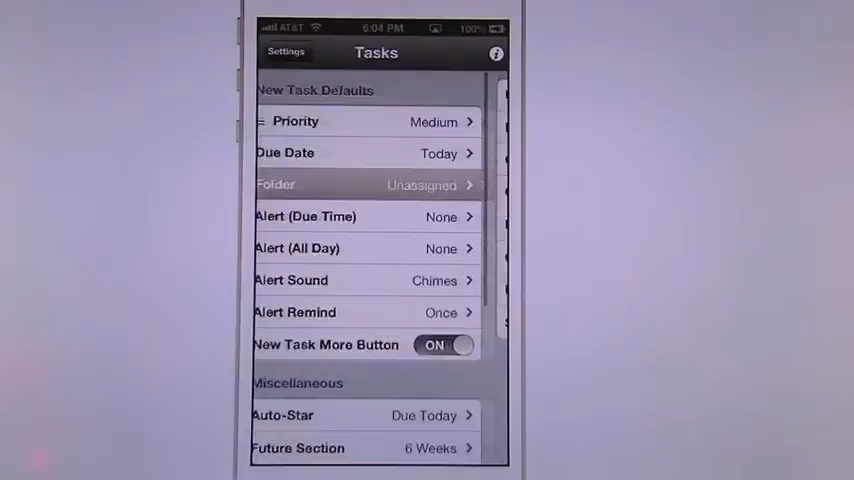 AT&T 6:04 PM 100%
Settings Tasks i
New Task Defaults
Priority Medium
Due Date Today
Folder Unassigned
Alert (Due Time) None
Alert (All Day) None
Alert Sound Chimes
Alert Remind Once
New Task More Button ON
Miscellaneous
Auto-Star Due Today
Future Section 6 Weeks